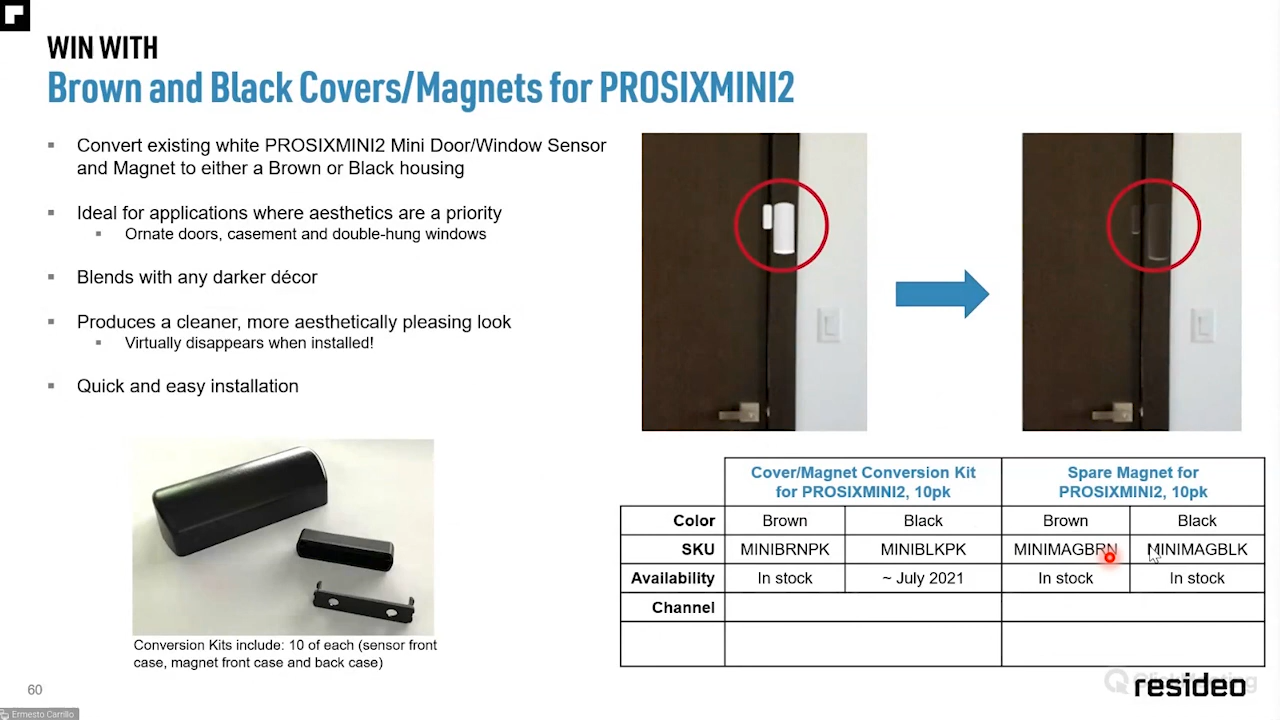 WIN WITH
Brown and Black Covers/Magnets for PROSIXMINI2
▪ Convert existing white PROSIXMINI2 Mini Door/Window Sensor
and Magnet to either a Brown or Black housing
▪ Ideal for applications where aesthetics are a priority
▪ Ornate doors, casement and double-hung windows
▪ Blends with any darker décor
▪ Produces a cleaner, more aesthetically pleasing look
▪ Virtually disappears when installed!
▪ Quick and easy installation
Conversion Kits include: 10 of each (sensor front
case, magnet front case and back case)
Cover/Magnet Conversion Kit
for PROSIXMINI2, 10pk
Spare Magnet for
PROSIXMINI2, 10pk
Color Brown Black Brown Black
SKU MINIBRNPK MINIBLKPK MINIMAGBRN MINIMAGBLK
Availability In stock ~ July 2021 In stock In stock
Channel
resideo
60
Ermesto Carrillo